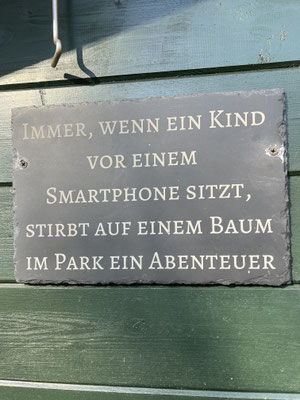 Immer, wenn ein Kind
vor einem
Smartphone sitzt,
stirbt auf einem Baum
im Park ein Abenteuer